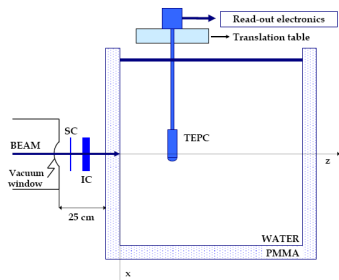 Read-out electronics
Translation table
SC
TEPC
BEAM
z
Vacuum
window
IC
25 cm
WATER
PMMA
x